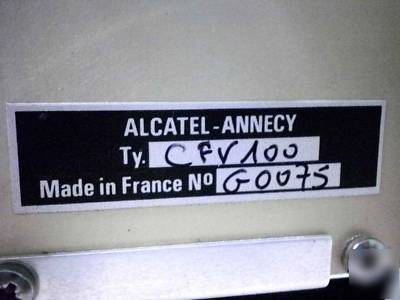 ALCATEL-ANNECY
Ty. CFV100
Made in France No G0075